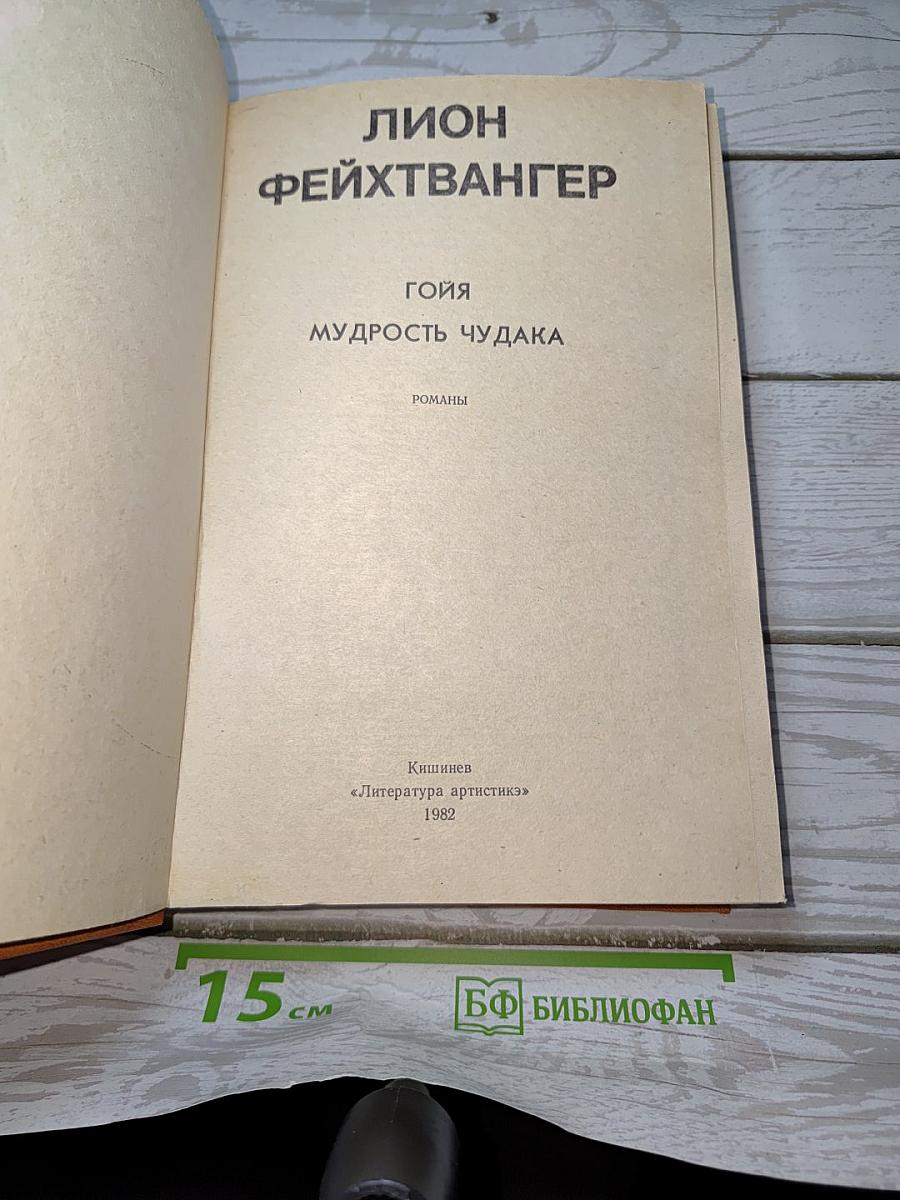 ЛИОН
ФЕЙХТВАНГЕР
ГОЙЯ
МУДРОСТЬ ЧУДАКА
РОМАНЫ
Кишинев
«Литература артистикэ»
1982
15 см
БФ БИБЛИОФАН